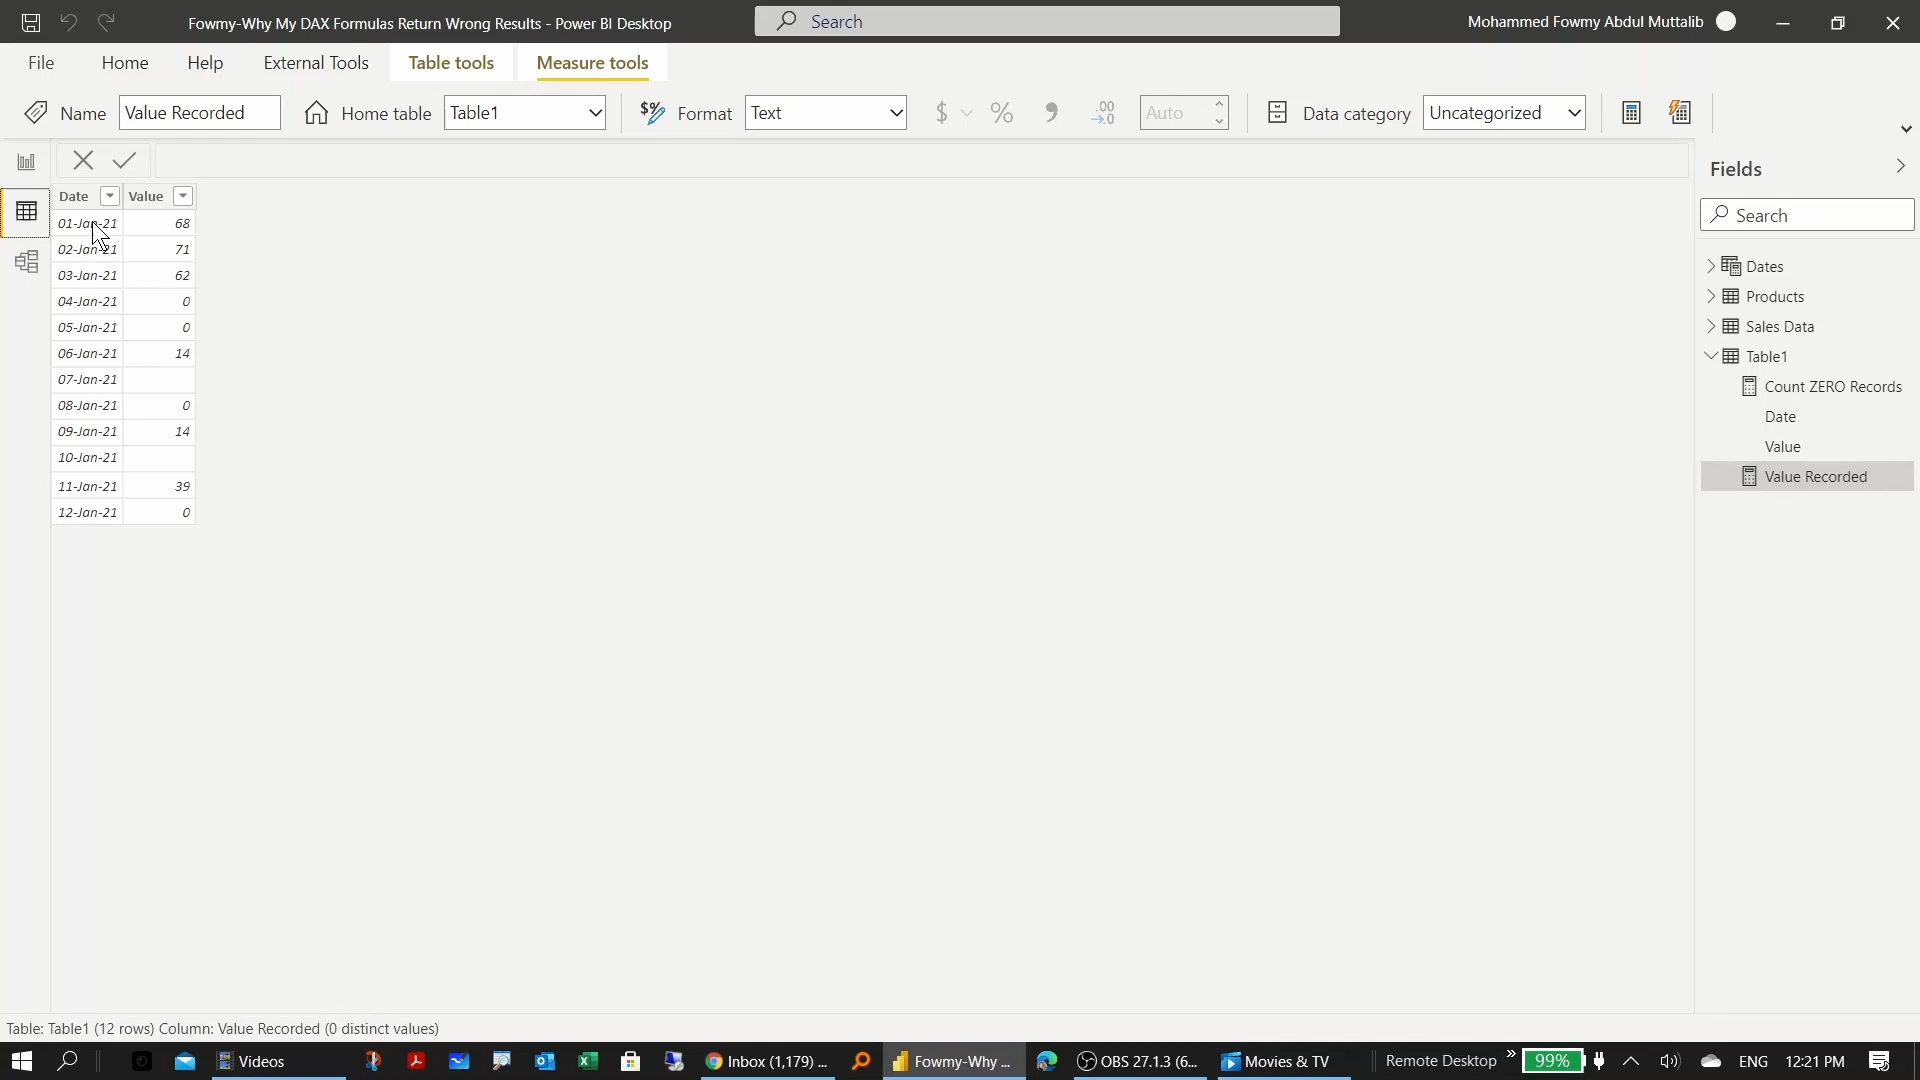 Fowmy-Why My DAX Formulas Return Wrong Results - Power BI Desktop
Search
Mohammed Fowmy Abdul Muttalib
File Home Help External Tools Table tools Measure tools
Name Value Recorded Home table Table1 $% Format Text $ % .00 →.0 Auto Data category Uncategorized
Date Value
01-Jan-21 68
02-Jan-21 71
03-Jan-21 62
04-Jan-21 0
05-Jan-21 0
06-Jan-21 14
07-Jan-21
08-Jan-21 0
09-Jan-21 14
10-Jan-21
11-Jan-21 39
12-Jan-21 0
Fields
Search
Dates
Products
Sales Data
Table1
Count ZERO Records
Date
Value
Value Recorded
Table: Table1 (12 rows) Column: Value Recorded (0 distinct values)
Videos Inbox (1,179) ... Fowmy-Why ... OBS 27.1.3 (6... Movies & TV Remote Desktop » 99% ENG 12:21 PM